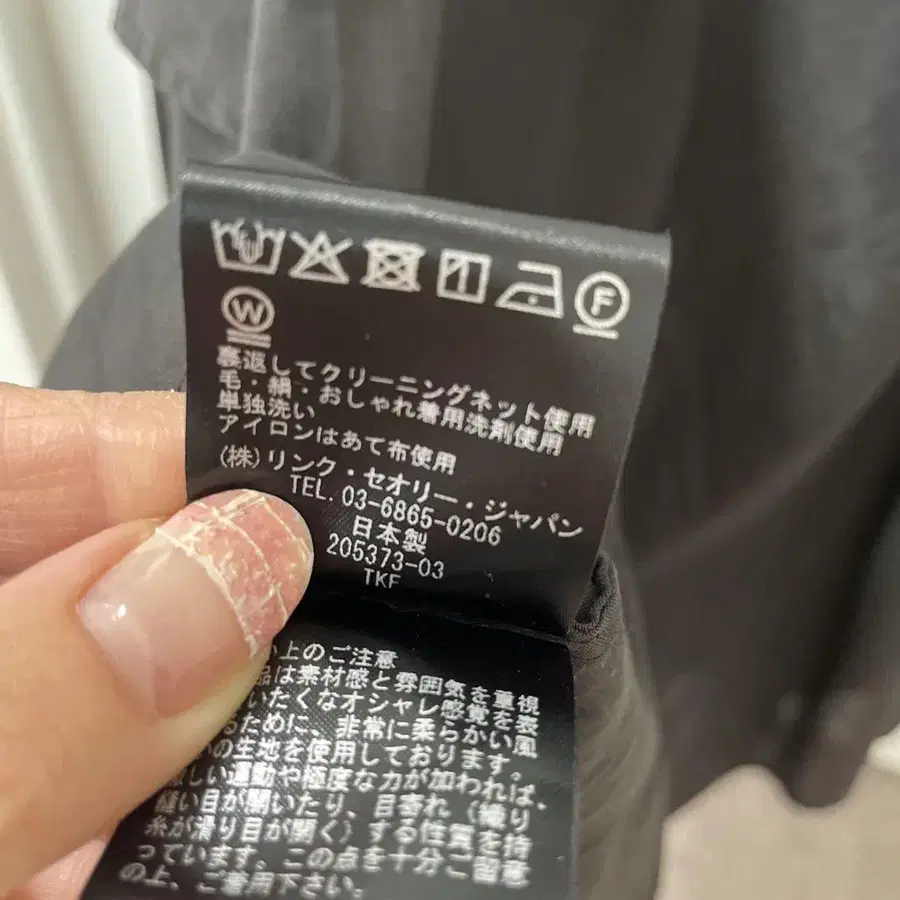 F
W
裏返してクリーニングネット使用
毛・絹・おしゃれ着用洗剤使用
単独洗い
アイロンはあて布使用
(株)リンク・セオリー・ジャパン
TEL. 03-6865-0206
日本製
205373-03
TKF
上のご注意
品は素材感と雰囲気を重視
いたくなオシャレ感覚を表
るために、非常に柔らかい風
いの生地を使用しております。
激しい運動や極度な力が加われば、
縫い目が開いたり、目寄れ(織り
糸が滑り目が開く)する性質を持
っています。この点を十分ご留意
の上、ご着用下さい。